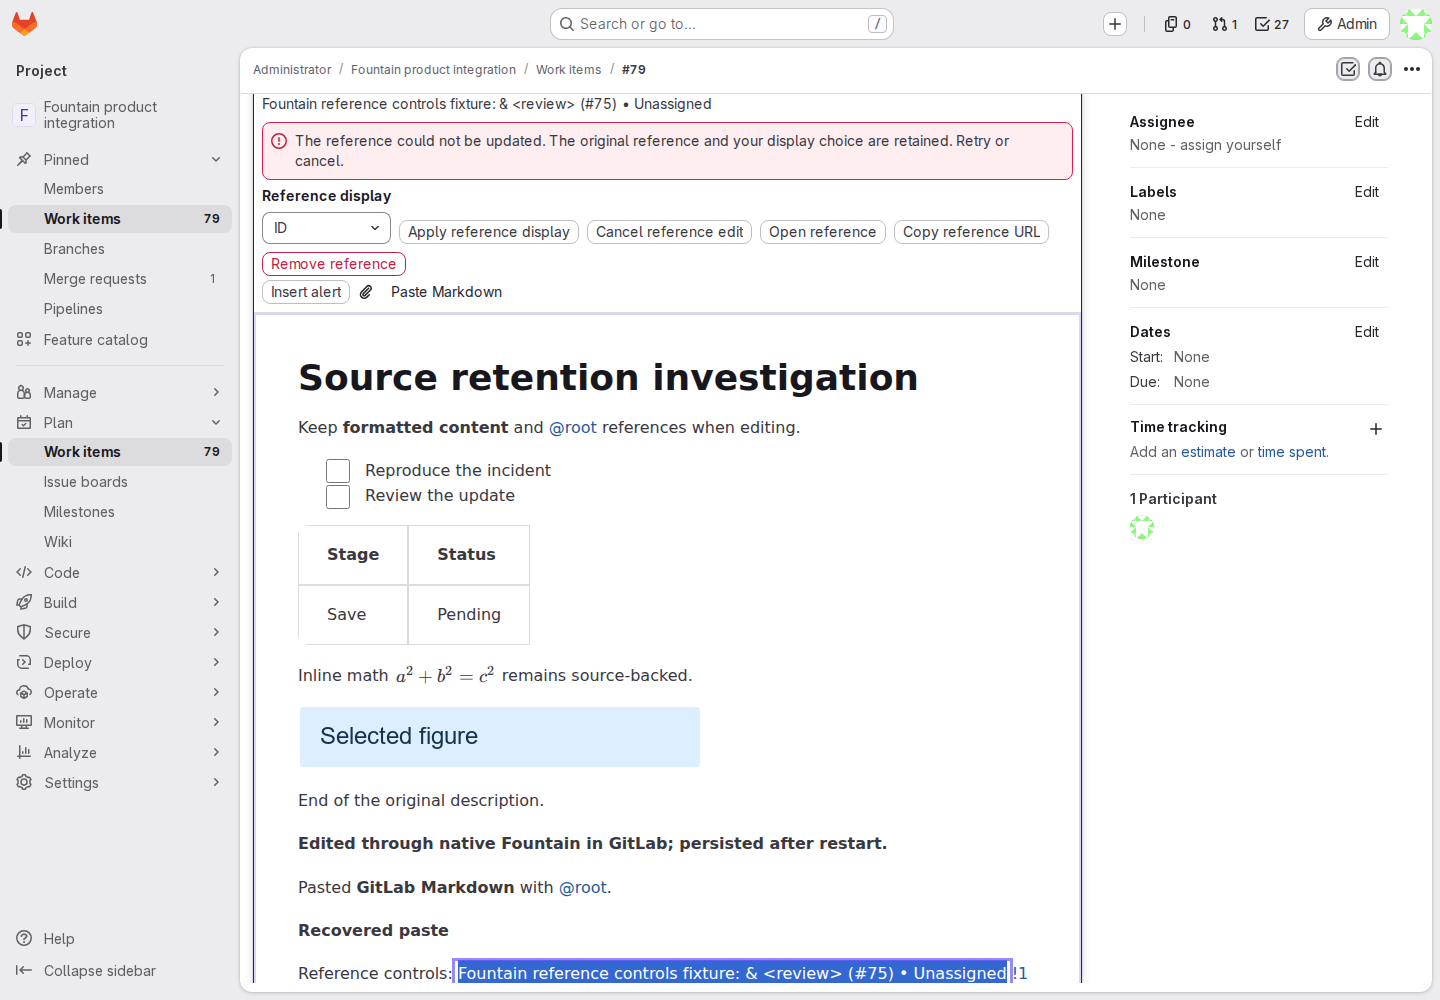 Search or go to...
/
0
1
27
Admin
Project
F
Fountain product
integration
Pinned
Members
Work items
79
Branches
Merge requests
1
Pipelines
Feature catalog
Manage
Plan
Work items
79
Issue boards
Milestones
Wiki
Code
Build
Secure
Deploy
Operate
Monitor
Analyze
Settings
Help
Collapse sidebar
Administrator / Fountain product integration / Work items / #79
Fountain reference controls fixture: & <review> (#75) • Unassigned
The reference could not be updated. The original reference and your display choice are retained. Retry or
cancel.
Reference display
ID
Apply reference display
Cancel reference edit
Open reference
Copy reference URL
Remove reference
Insert alert
Paste Markdown
Source retention investigation
Keep formatted content and @root references when editing.
Reproduce the incident
Review the update
Stage Status
Save Pending
Inline math a² + b² = c² remains source-backed.
Selected figure
End of the original description.
Edited through native Fountain in GitLab; persisted after restart.
Pasted GitLab Markdown with @root.
Recovered paste
Reference controls: Fountain reference controls fixture: & <review> (#75) • Unassigned !1
Assignee
Edit
None - assign yourself
Labels
Edit
None
Milestone
Edit
None
Dates
Edit
Start: None
Due: None
Time tracking
Add an estimate or time spent.
1 Participant